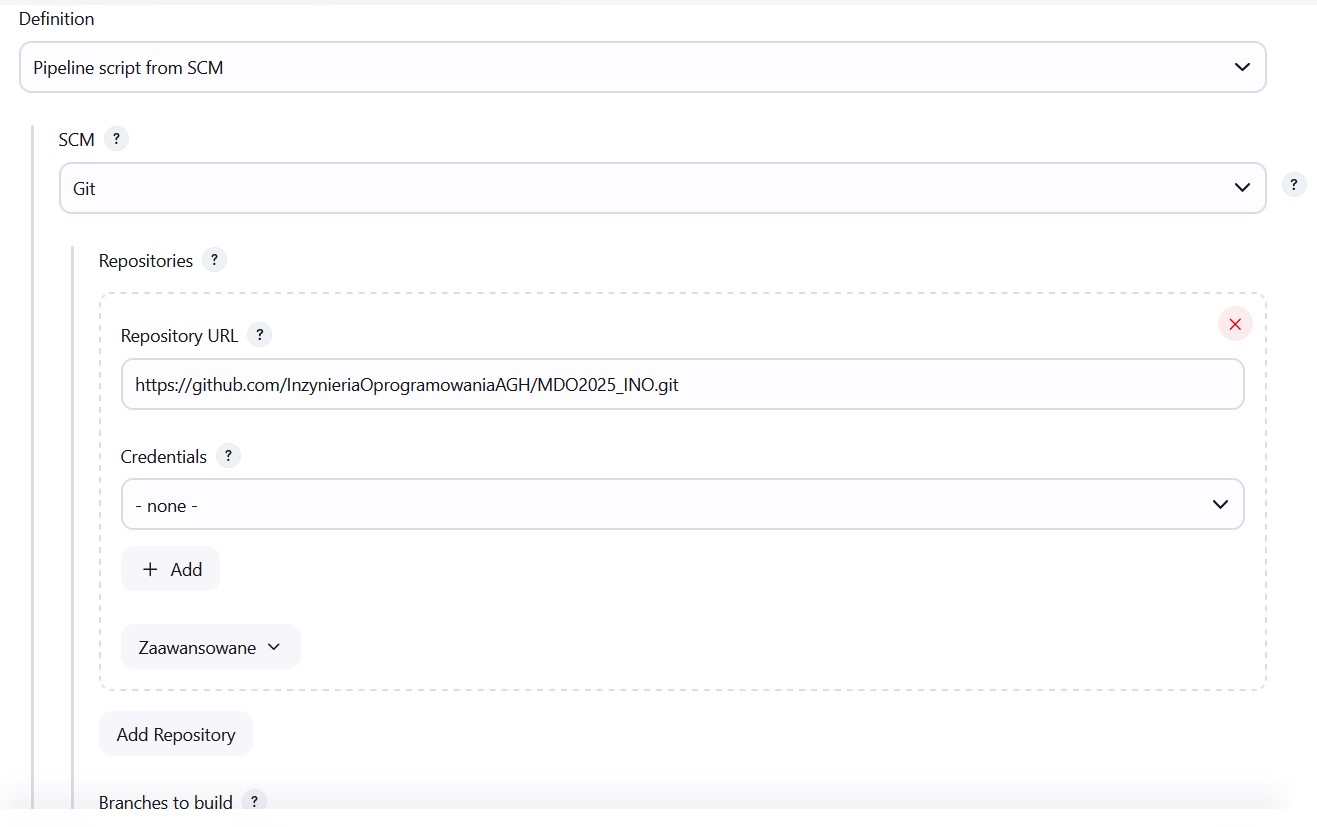 Definition
Pipeline script from SCM
SCM ?
Git
?
Repositories ?
Repository URL ?
https://github.com/InzynieriaOprogramowaniaAGH/MDO2025_INO.git
Credentials ?
- none -
+ Add
Zaawansowane
Add Repository
Branches to build ?